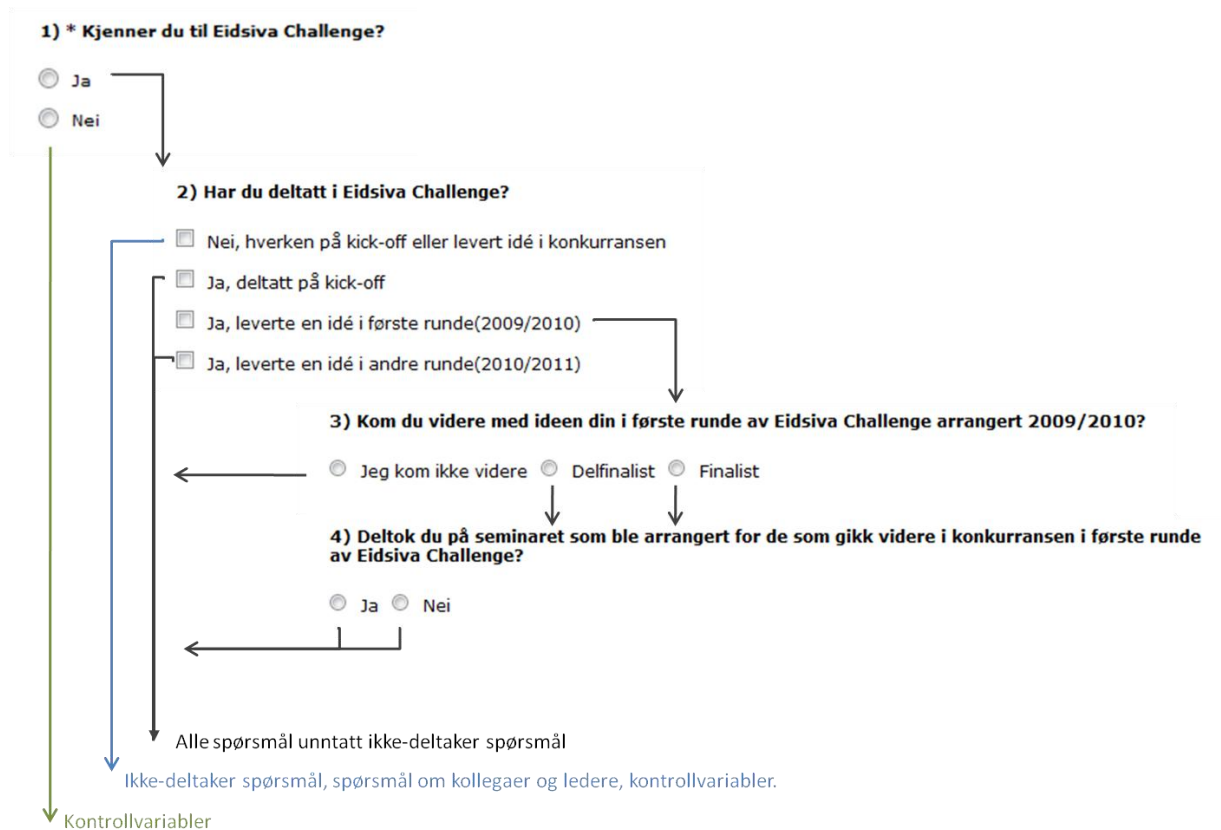 1) * Kjenner du til Eidsiva Challenge?
Ja
Nei
2) Har du deltatt i Eidsiva Challenge?
Nei, hverken på kick-off eller levert idé i konkurransen
Ja, deltatt på kick-off
Ja, leverte en idé i første runde(2009/2010)
Ja, leverte en idé i andre runde(2010/2011)
3) Kom du videre med ideen din i første runde av Eidsiva Challenge arrangert 2009/2010?
Jeg kom ikke videre Delfinalist Finalist
4) Deltok du på seminaret som ble arrangert for de som gikk videre i konkurransen i første runde
av Eidsiva Challenge?
Ja Nei
Alle spørsmål unntatt ikke-deltaker spørsmål
Ikke-deltaker spørsmål, spørsmål om kollegaer og ledere, kontrollvariabler.
Kontrollvariabler